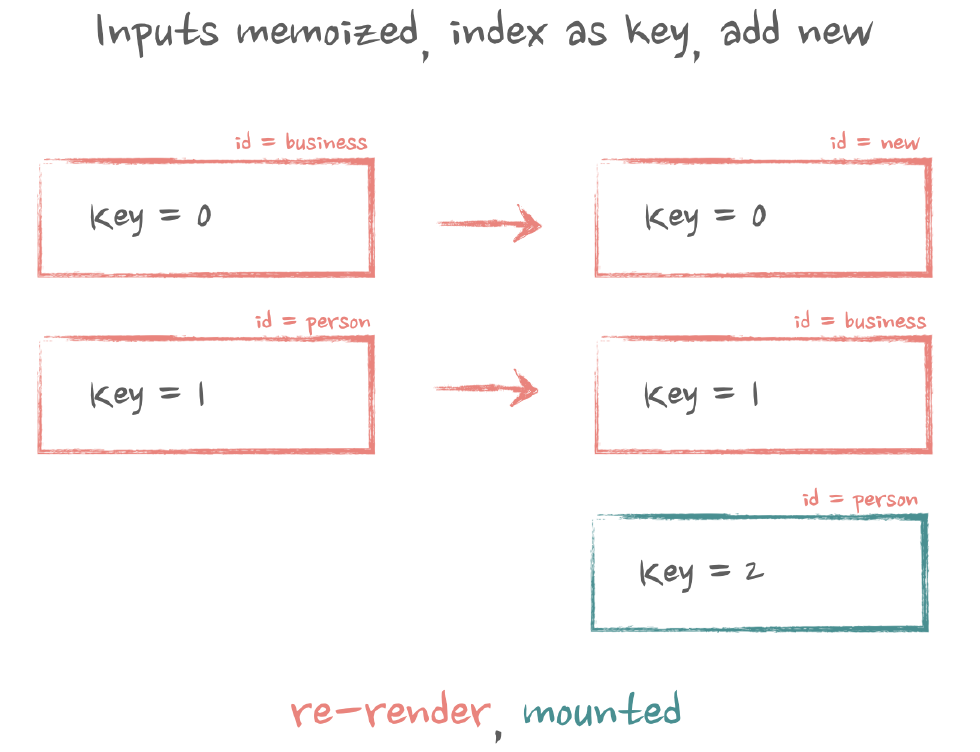 Inputs memoized, index as key, add new
id = business
id = new
key = 0
key = 0
id = person
id = business
key = 1
key = 1
id = person
key = 2
re-render, mounted